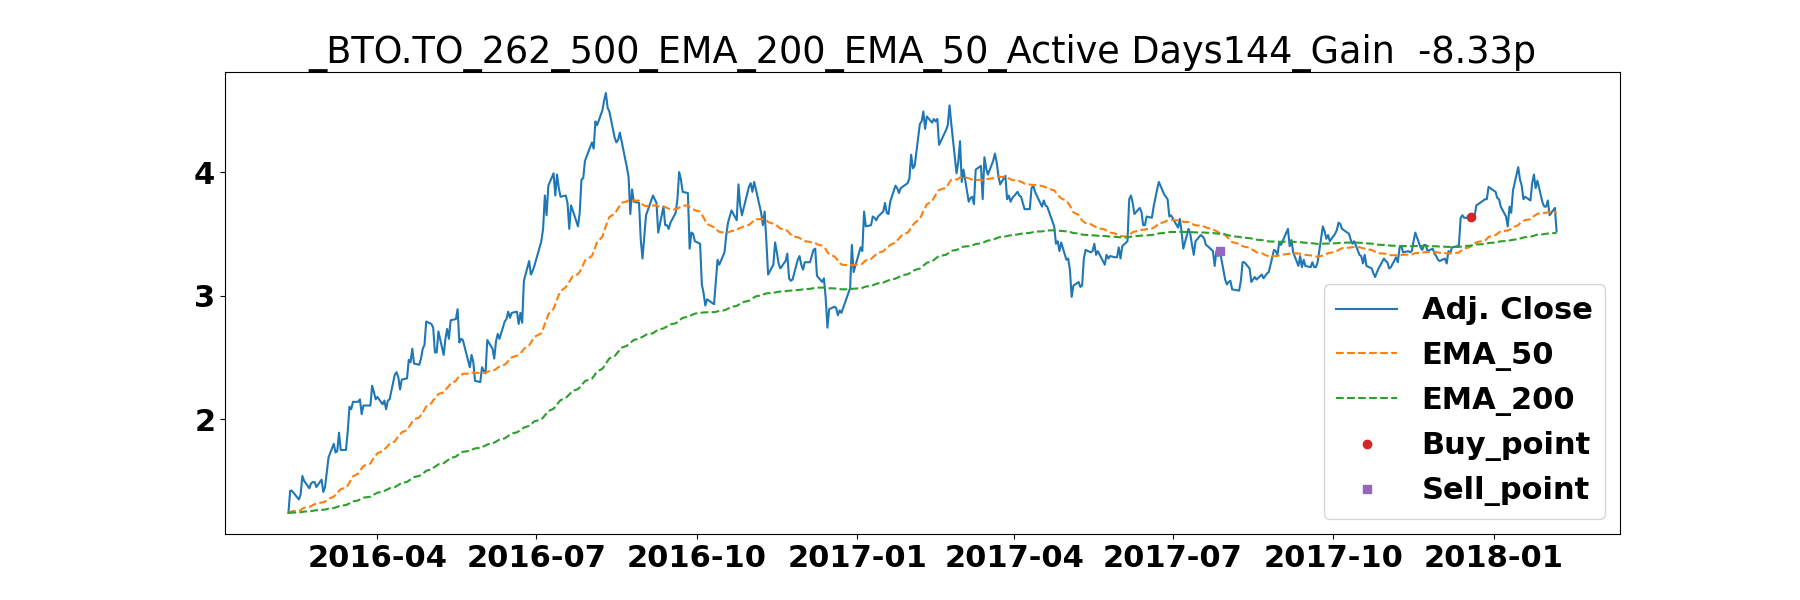 _BTO.TO_262_500_EMA_200_EMA_50_Active Days144_Gain  -8.33p
4
3
2
Adj. Close
EMA_50
EMA_200
Buy_point
Sell_point
2016-04 2016-07 2016-10 2017-01 2017-04 2017-07 2017-10 2018-01